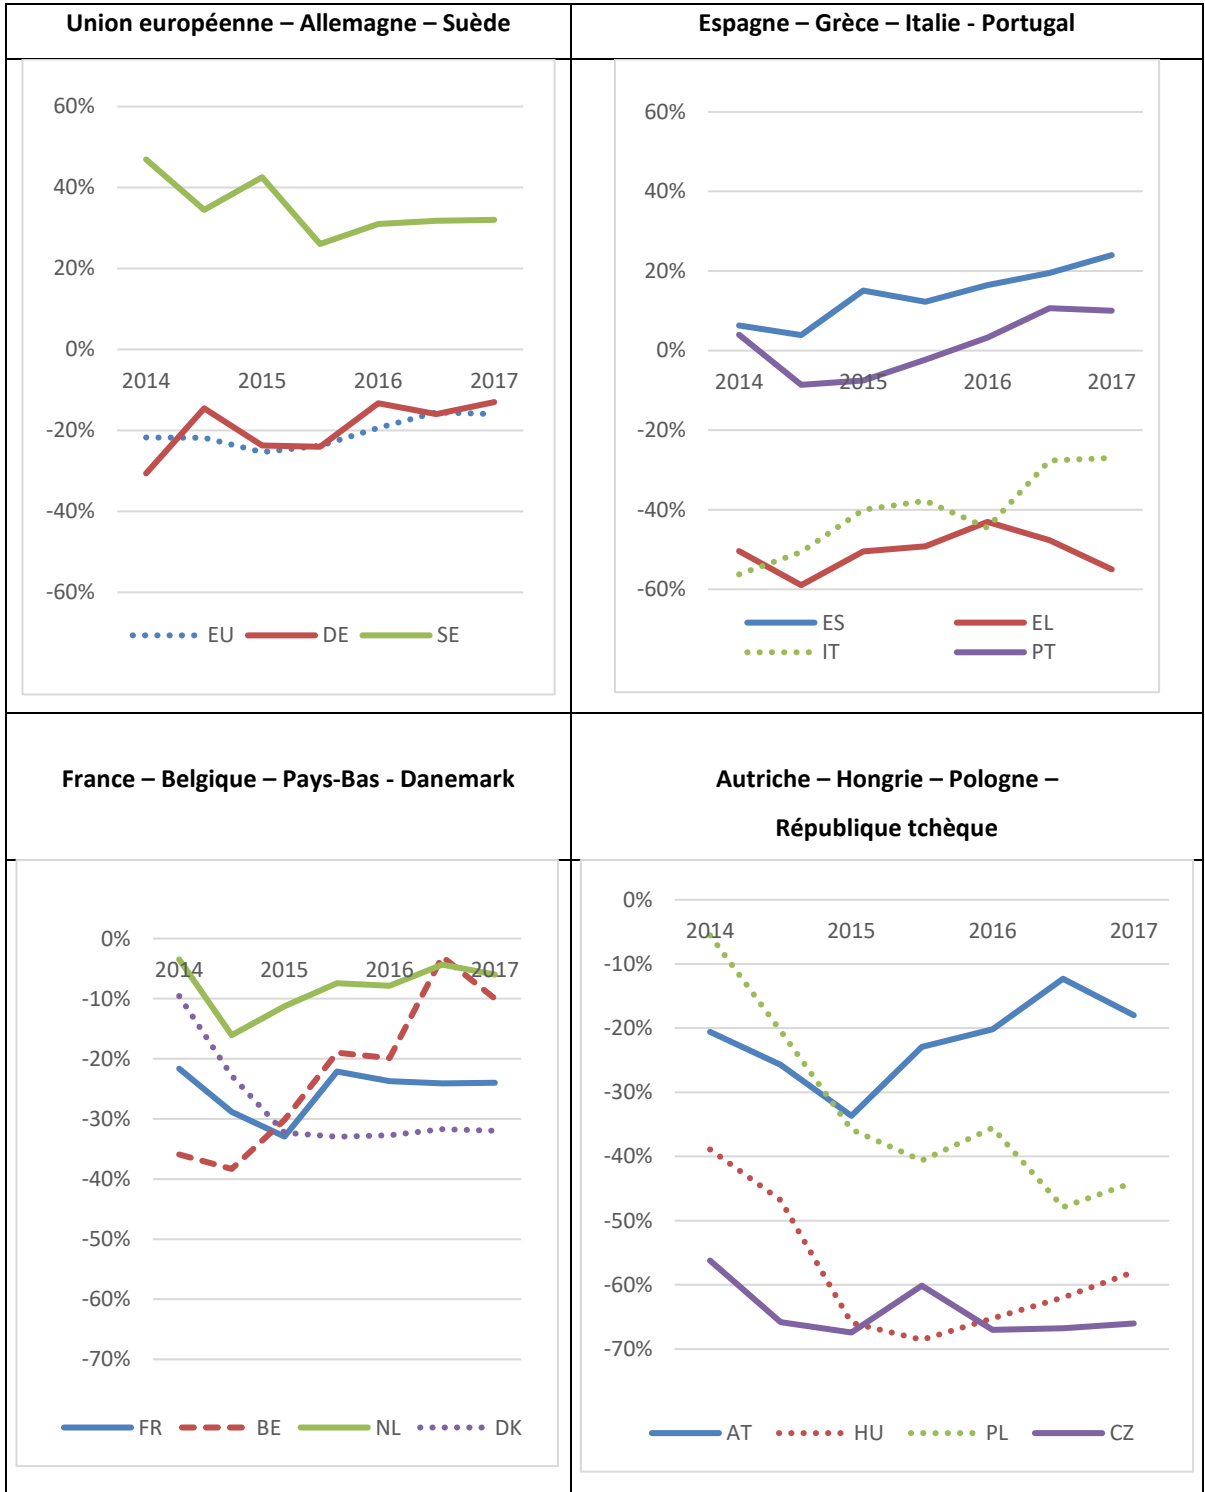 Union européenne – Allemagne – Suède
60%
40%
20%
0%
2014 2015 2016 2017
-20%
-40%
-60%
EU DE SE
Espagne – Grèce – Italie - Portugal
60%
40%
20%
0%
2014 2015 2016 2017
-20%
-40%
-60%
ES EL
IT PT
France – Belgique – Pays-Bas - Danemark
0%
2014 2015 2016 2017
-10%
-20%
-30%
-40%
-50%
-60%
-70%
FR BE NL DK
Autriche – Hongrie – Pologne –
République tchèque
0%
2014 2015 2016 2017
-10%
-20%
-30%
-40%
-50%
-60%
-70%
AT HU PL CZ